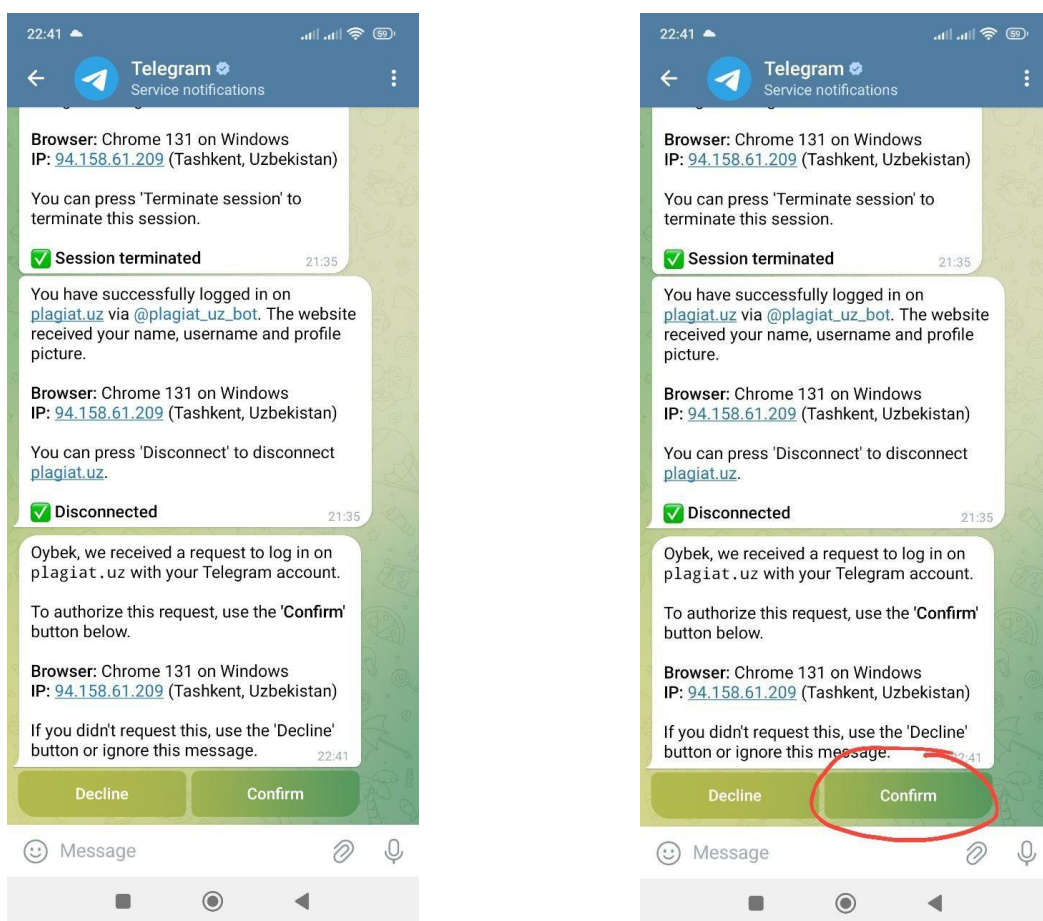 22:41
59
Telegram
Service notifications
Browser: Chrome 131 on Windows
IP: 94.158.61.209 (Tashkent, Uzbekistan)
You can press 'Terminate session' to
terminate this session.
✅ Session terminated 21:35
You have successfully logged in on
plagiat.uz via @plagiat_uz_bot. The website
received your name, username and profile
picture.
Browser: Chrome 131 on Windows
IP: 94.158.61.209 (Tashkent, Uzbekistan)
You can press 'Disconnect' to disconnect
plagiat.uz.
✅ Disconnected 21:35
Oybek, we received a request to log in on
plagiat.uz with your Telegram account.
To authorize this request, use the 'Confirm'
button below.
Browser: Chrome 131 on Windows
IP: 94.158.61.209 (Tashkent, Uzbekistan)
If you didn't request this, use the 'Decline'
button or ignore this message. 22:41
Decline Confirm
Message
22:41
59
Telegram
Service notifications
Browser: Chrome 131 on Windows
IP: 94.158.61.209 (Tashkent, Uzbekistan)
You can press 'Terminate session' to
terminate this session.
✅ Session terminated 21:35
You have successfully logged in on
plagiat.uz via @plagiat_uz_bot. The website
received your name, username and profile
picture.
Browser: Chrome 131 on Windows
IP: 94.158.61.209 (Tashkent, Uzbekistan)
You can press 'Disconnect' to disconnect
plagiat.uz.
✅ Disconnected 21:35
Oybek, we received a request to log in on
plagiat.uz with your Telegram account.
To authorize this request, use the 'Confirm'
button below.
Browser: Chrome 131 on Windows
IP: 94.158.61.209 (Tashkent, Uzbekistan)
If you didn't request this, use the 'Decline'
button or ignore this message. 22:41
Decline Confirm
Message